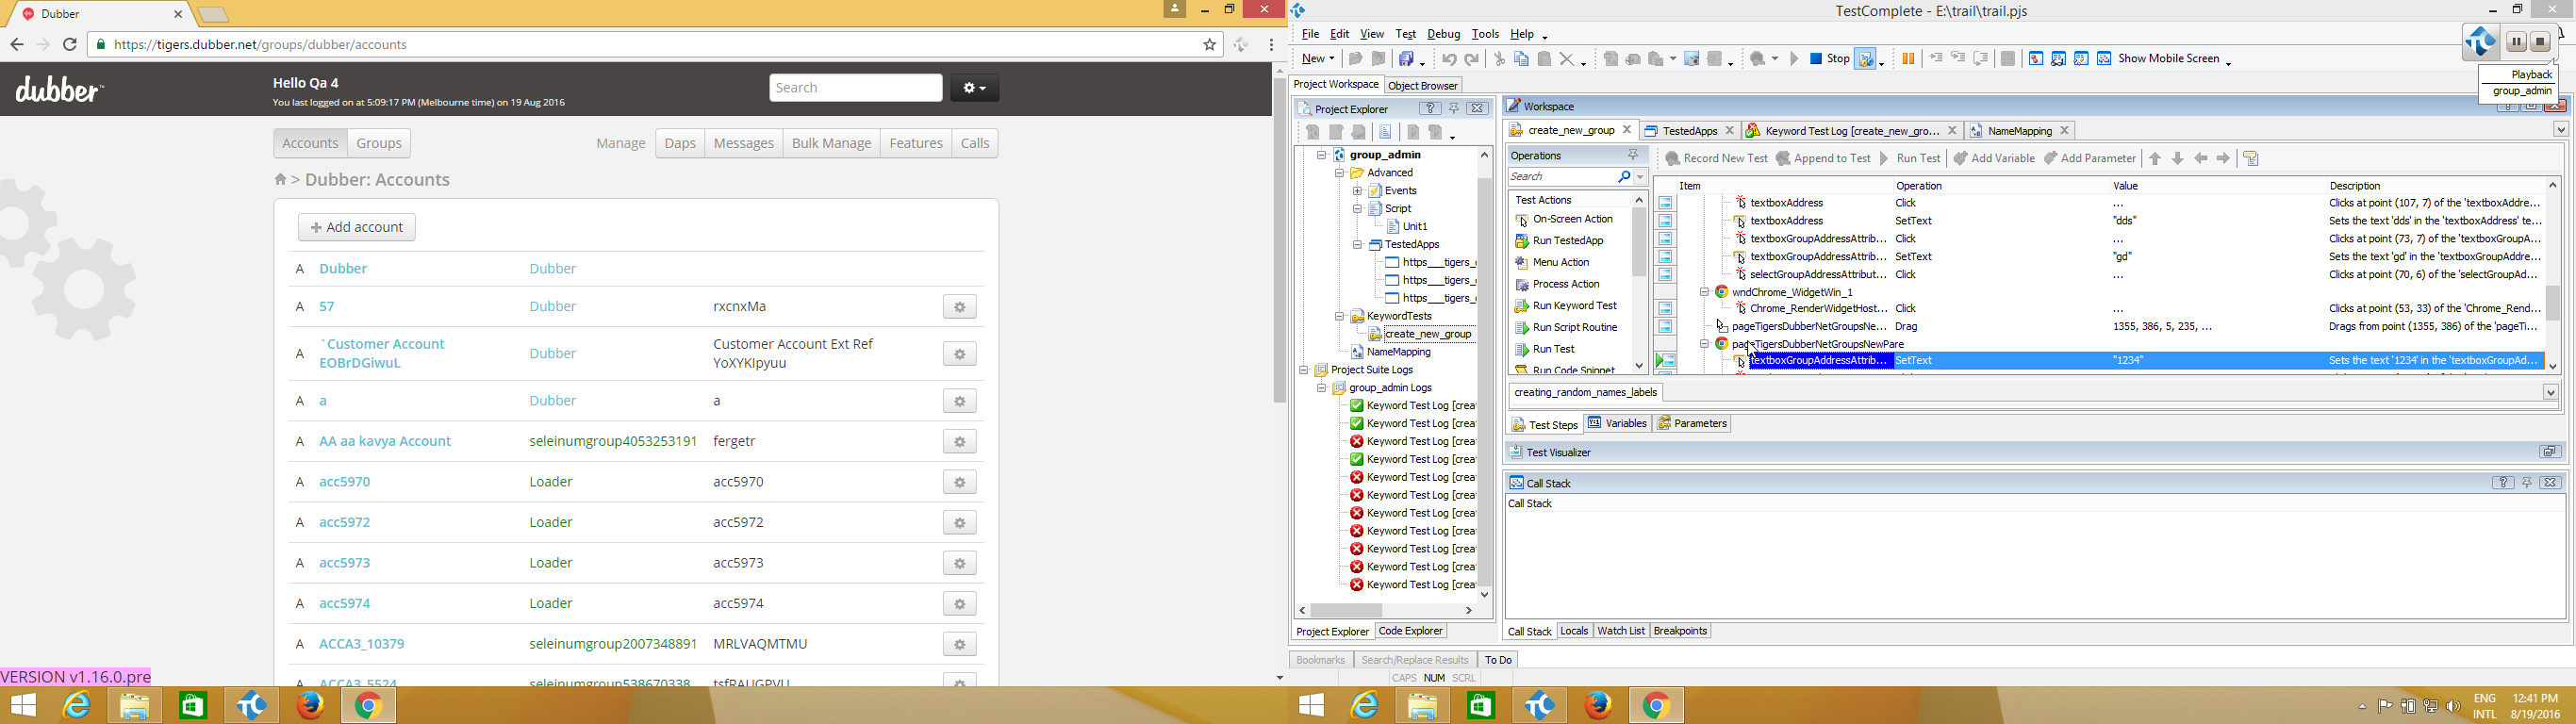 Dubber
https://tigers.dubber.net/groups/dubber/accounts
dubber
Hello Qa 4
You last logged on at 5:09:17 PM (Melbourne time) on 19 Aug 2016
Search
Accounts
Groups
Manage
Daps
Messages
Bulk Manage
Features
Calls
> Dubber: Accounts
+ Add account
A Dubber Dubber
A 57 Dubber rxcnxMa
A `Customer Account EOBrDGiwuL Dubber Customer Account Ext Ref YoXYKIpyuu
A a Dubber a
A AA aa kavya Account seleinumgroup4053253191 fergetr
A acc5970 Loader acc5970
A acc5972 Loader acc5972
A acc5973 Loader acc5973
A acc5974 Loader acc5974
A ACCA3_10379 seleinumgroup2007348891 MRLVAQMTMU
A ACCA3_5524 seleinumgroup538670338 tsfRAUGPVU
VERSION v1.16.0.pre
TestComplete - E:\trail\trail.pjs
File Edit View Test Debug Tools Help
New
Stop
Show Mobile Screen
Playback
group_admin
Project Workspace
Object Browser
Project Explorer
group_admin
Advanced
Events
Script
Unit1
TestedApps
https___tigers_
https___tigers_
https___tigers_
KeywordTests
create_new_group
NameMapping
Project Suite Logs
group_admin Logs
Keyword Test Log [crea
Keyword Test Log [crea
Keyword Test Log [crea
Keyword Test Log [crea
Keyword Test Log [crea
Keyword Test Log [crea
Keyword Test Log [crea
Keyword Test Log [crea
Keyword Test Log [crea
Keyword Test Log [crea
Keyword Test Log [crea
Project Explorer
Code Explorer
Workspace
create_new_group
TestedApps
Keyword Test Log [create_new_gro...
NameMapping
Operations
Search
Test Actions
On-Screen Action
Run TestedApp
Menu Action
Process Action
Run Keyword Test
Run Script Routine
Run Test
Run Code Snippet
Record New Test
Append to Test
Run Test
Add Variable
Add Parameter
Item Operation Value Description
textboxAddress Click ... Clicks at point (107, 7) of the 'textboxAddre...
textboxAddress SetText "dds" Sets the text 'dds' in the 'textboxAddress' te...
textboxGroupAddressAttrib... Click ... Clicks at point (73, 7) of the 'textboxGroupA...
textboxGroupAddressAttrib... SetText "gd" Sets the text 'gd' in the 'textboxGroupAddre...
selectGroupAddressAttribut... Click ... Clicks at point (70, 6) of the 'selectGroupAd...
wndChrome_WidgetWin_1
Chrome_RenderWidgetHost... Click ... Clicks at point (53, 33) of the 'Chrome_Rend...
pageTigersDubberNetGroupsNe... Drag 1355, 386, 5, 235, ... Drags from point (1355, 386) of the 'pageTi...
pageTigersDubberNetGroupsNewPare
textboxGroupAddressAttrib... SetText "1234" Sets the text '1234' in the 'textboxGroupAd...
creating_random_names_labels
Test Steps
Variables
Parameters
Test Visualizer
Call Stack
Call Stack
Call Stack
Locals
Watch List
Breakpoints
Bookmarks
Search/Replace Results
To Do
CAPS NUM SCRL
ENG
INTL
12:41 PM
8/19/2016